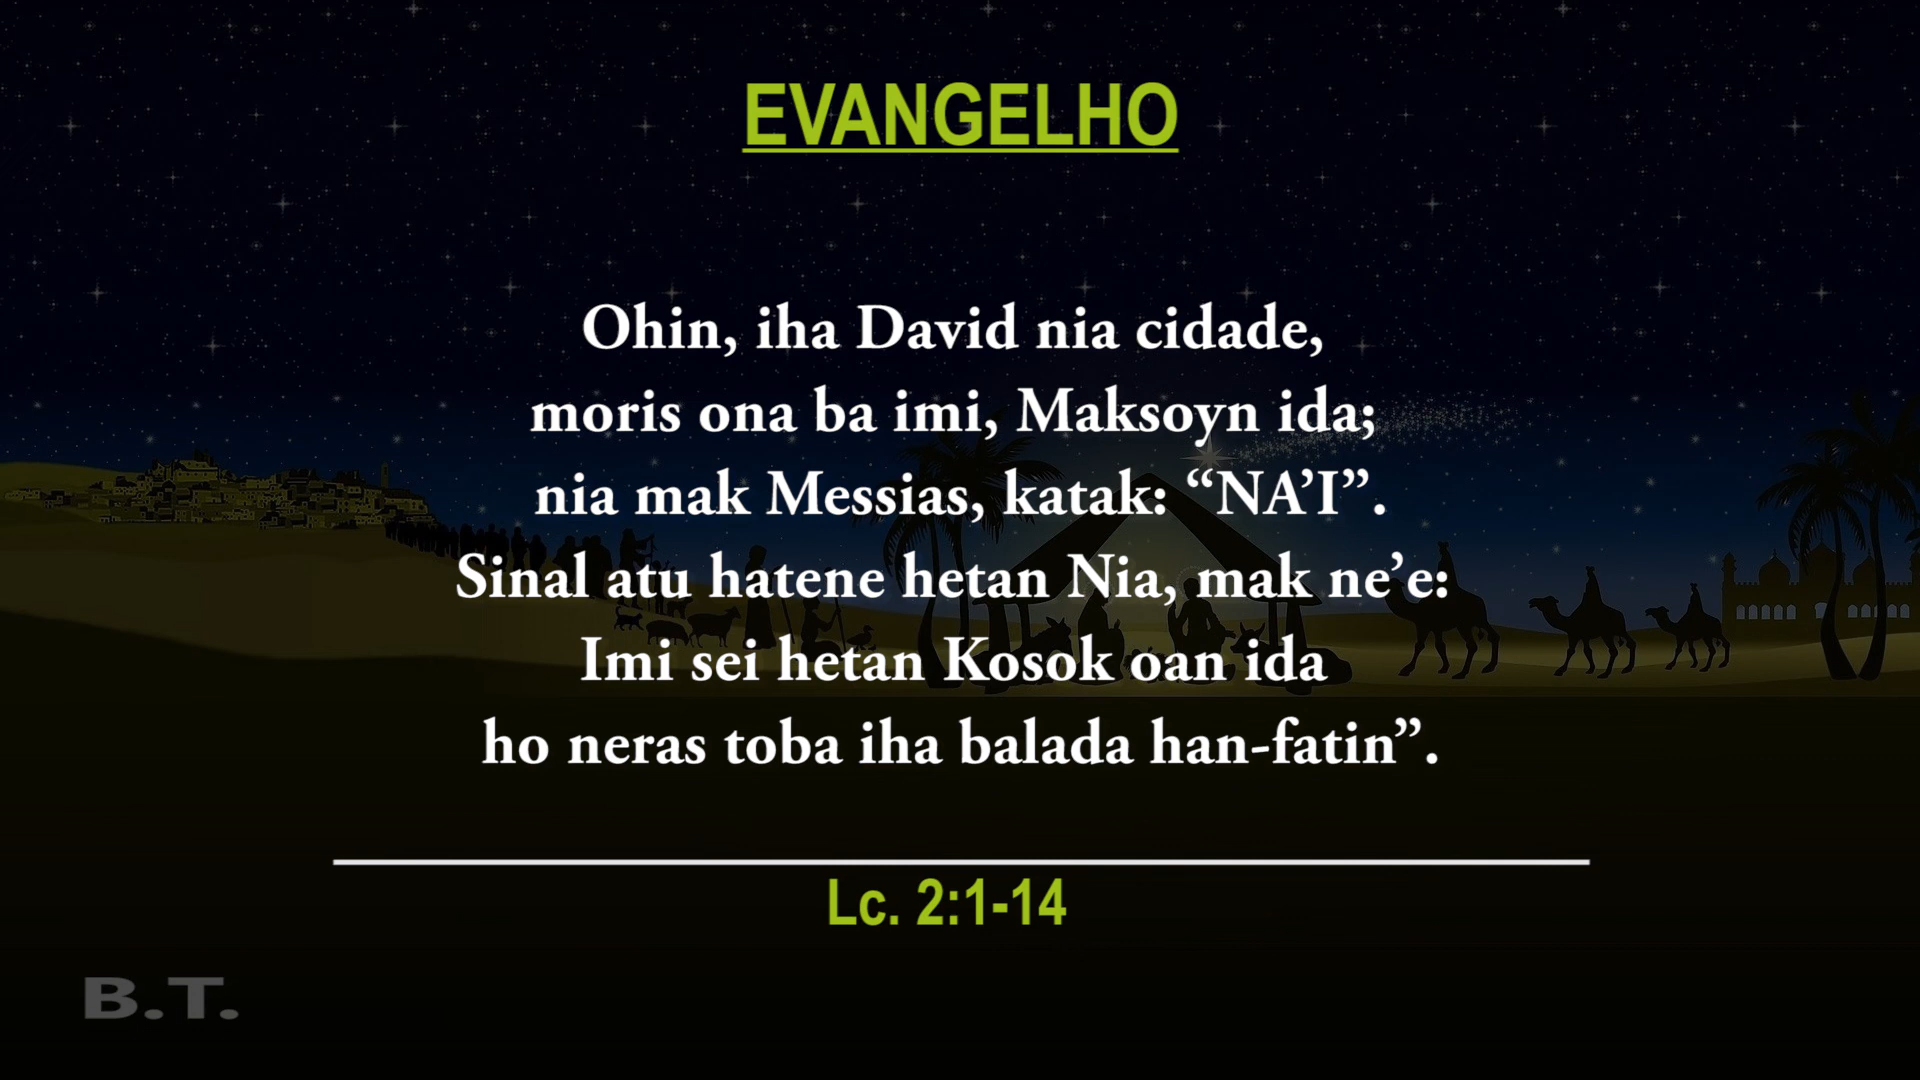 EVANGELHO
Ohin, iha David nia cidade,
moris ona ba imi, Maksoyn ida;
nia mak Messias, katak: “NA’I”.
Sinal atu hatene hetan Nia, mak ne’e:
Imi sei hetan Kosok oan ida
ho neras toba iha balada han-fatin”.
Lc. 2:1-14
B.T.